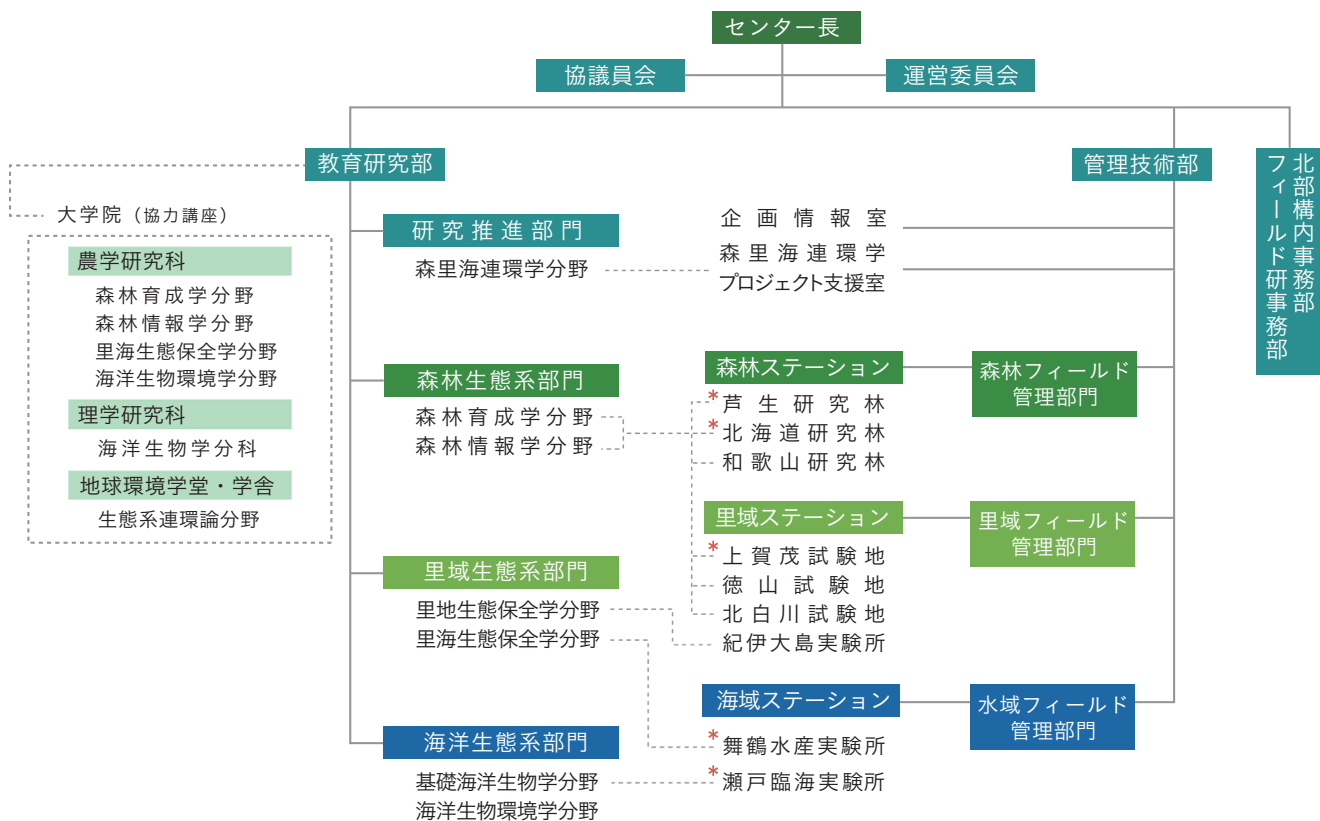 センター長
協議員会
運営委員会
教育研究部
管理技術部
北部構内事務部
フィールド研事務部
大学院（協力講座）
農学研究科
森林育成学分野
森林情報学分野
里海生態保全学分野
海洋生物環境学分野
理学研究科
海洋生物学分科
地球環境学堂・学舎
生態系連環論分野
研究推進部門
森里海連環学分野
企画情報室
森里海連環学
プロジェクト支援室
森林生態系部門
森林育成学分野
森林情報学分野
森林ステーション
*芦生研究林
*北海道研究林
和歌山研究林
森林フィールド
管理部門
里域ステーション
*上賀茂試験地
徳山試験地
北白川試験地
紀伊大島実験所
里域フィールド
管理部門
里域生態系部門
里地生態保全学分野
里海生態保全学分野
海域ステーション
*舞鶴水産実験所
*瀬戸臨海実験所
水域フィールド
管理部門
海洋生態系部門
基礎海洋生物学分野
海洋生物環境学分野